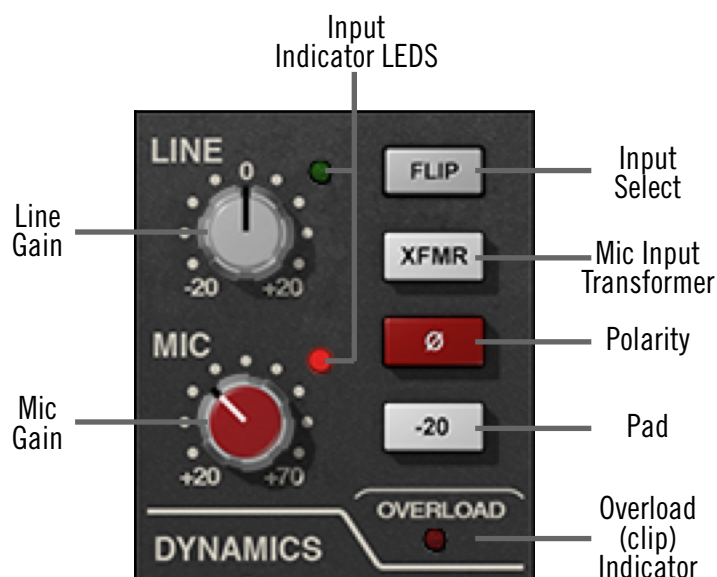 Input
Indicator LEDS
LINE
0
FLIP
Input
Select
Line
Gain
-20
+20
XFMR
Mic Input
Transformer
MIC
Ø
Polarity
Mic
Gain
-20
Pad
+20
+70
OVERLOAD
Overload
(clip)
Indicator
DYNAMICS